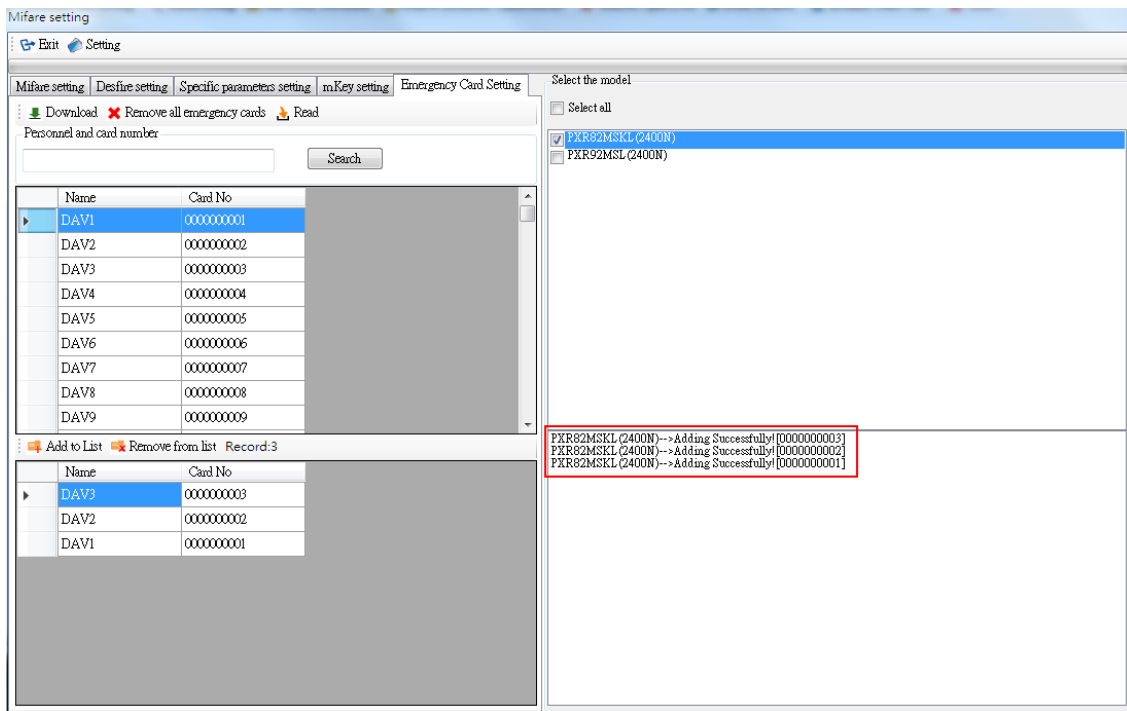 Mifare setting
Exit Setting
Mifare setting Desfire setting Specific parameters setting mKey setting Emergency Card Setting
Download Remove all emergency cards Read
Personnel and card number
Search
Name Card No
DAV1 0000000001
DAV2 0000000002
DAV3 0000000003
DAV4 0000000004
DAV5 0000000005
DAV6 0000000006
DAV7 0000000007
DAV8 0000000008
DAV9 0000000009
Add to List Remove from list Record:3
Name Card No
DAV3 0000000003
DAV2 0000000002
DAV1 0000000001
Select the model
Select all
PXR82MSKL(2400N)
PXR92MSL(2400N)
PXR82MSKL(2400N)-->Adding Successfully![0000000003]
PXR82MSKL(2400N)-->Adding Successfully![0000000002]
PXR82MSKL(2400N)-->Adding Successfully![0000000001]